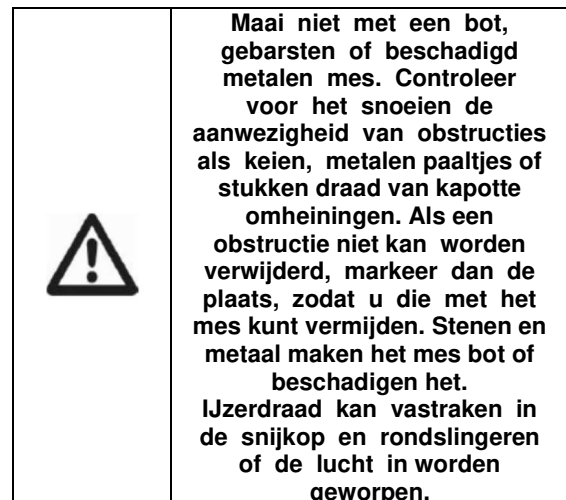 Maai niet met een bot,
gebarsten of beschadigd
metalen mes. Controleer
voor het snoeien de
aanwezigheid van obstructies
als keien, metalen paaltjes of
stukken draad van kapotte
omheiningen. Als een
obstructie niet kan worden
verwijderd, markeer dan de
plaats, zodat u die met het
mes kunt vermijden. Stenen en
metaal maken het mes bot of
beschadigen het.
IJzerdraad kan vastraken in
de snijkop en rondslingeren
of de lucht in worden
geworpen.